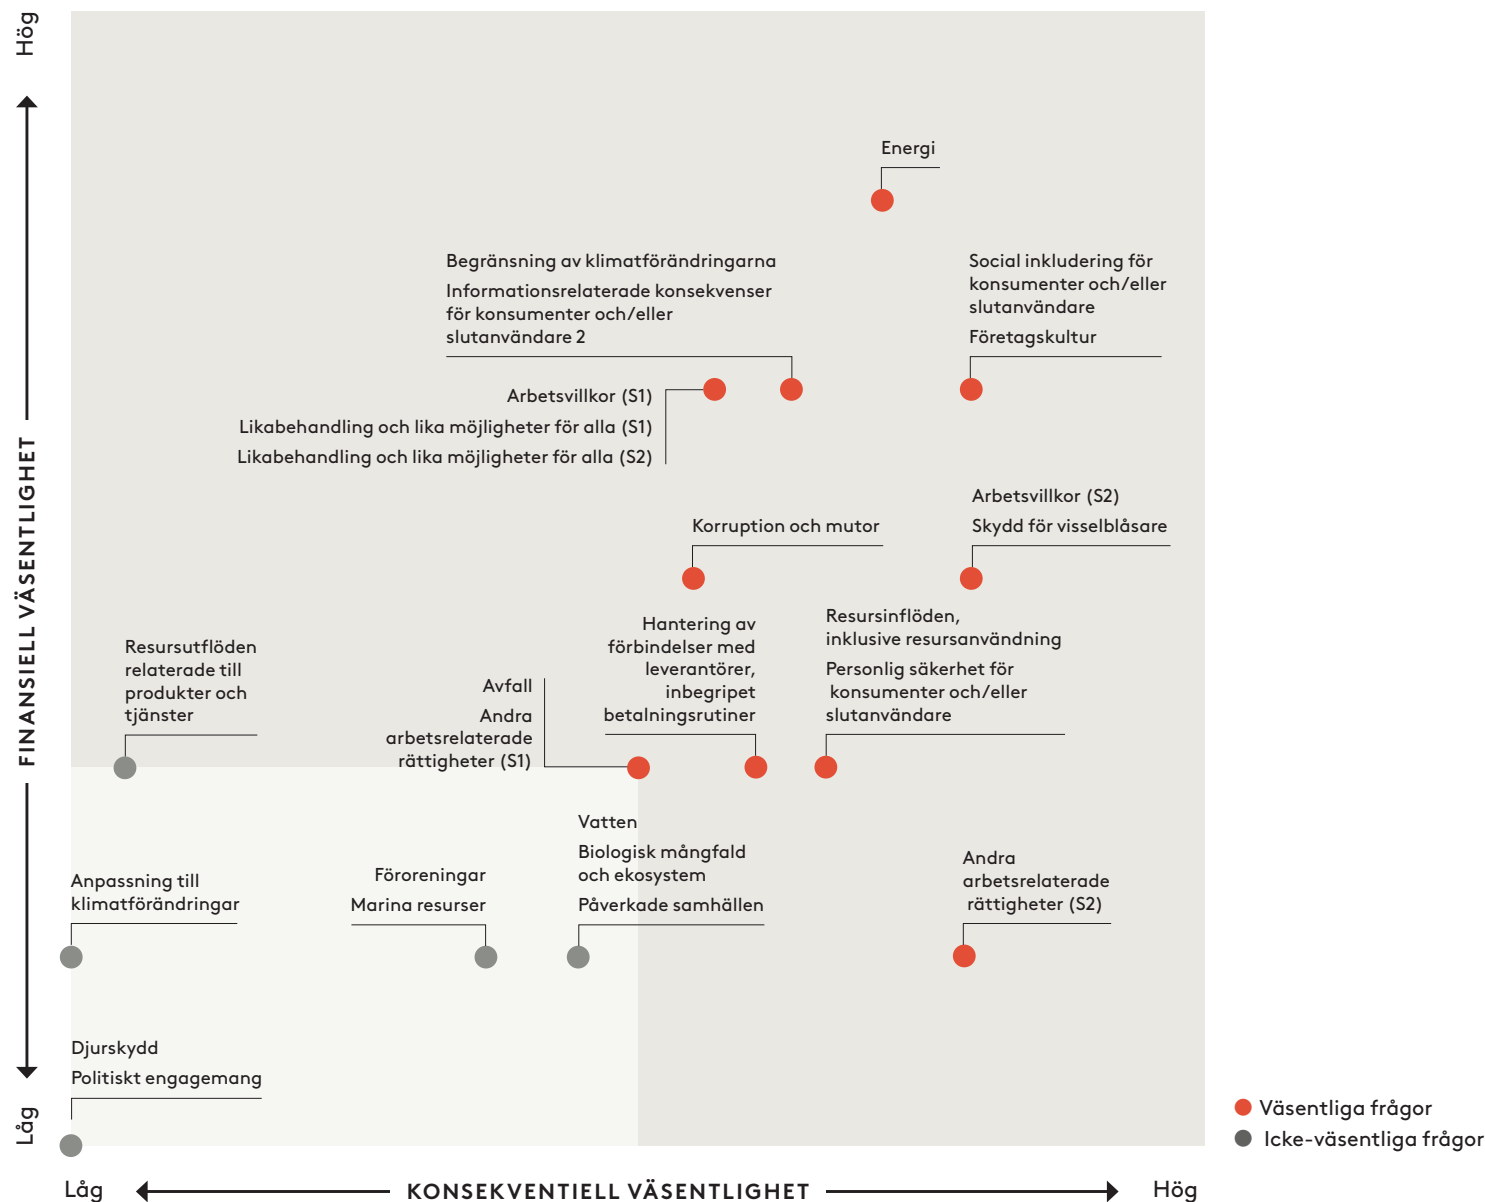 Hög
FINANSIELL VÄSENTLIGHET
Låg
Energi
Begränsning av klimatförändringarna
Informationsrelaterade konsekvenser
för konsumenter och/eller
slutanvändare 2
Social inkludering för
konsumenter och/eller
slutanvändare
Företagskultur
Arbetsvillkor (S1)
Likabehandling och lika möjligheter för alla (S1)
Likabehandling och lika möjligheter för alla (S2)
Arbetsvillkor (S2)
Skydd för visselblåsare
Korruption och mutor
Resursutflöden
relaterade till
produkter och
tjänster
Avfall
Andra
arbetsrelaterade
rättigheter (S1)
Hantering av
förbindelser med
leverantörer,
inbegripet
betalningsrutiner
Resursinflöden,
inklusive resursanvändning
Personlig säkerhet för
konsumenter och/eller
slutanvändare
Anpassning till
klimatförändringar
Föroreningar
Marina resurser
Vatten
Biologisk mångfald
och ekosystem
Påverkade samhällen
Andra
arbetsrelaterade
rättigheter (S2)
Djurskydd
Politiskt engagemang
Väsentliga frågor
Icke-väsentliga frågor
Låg
KONSEKVENTIELL VÄSENTLIGHET
Hög